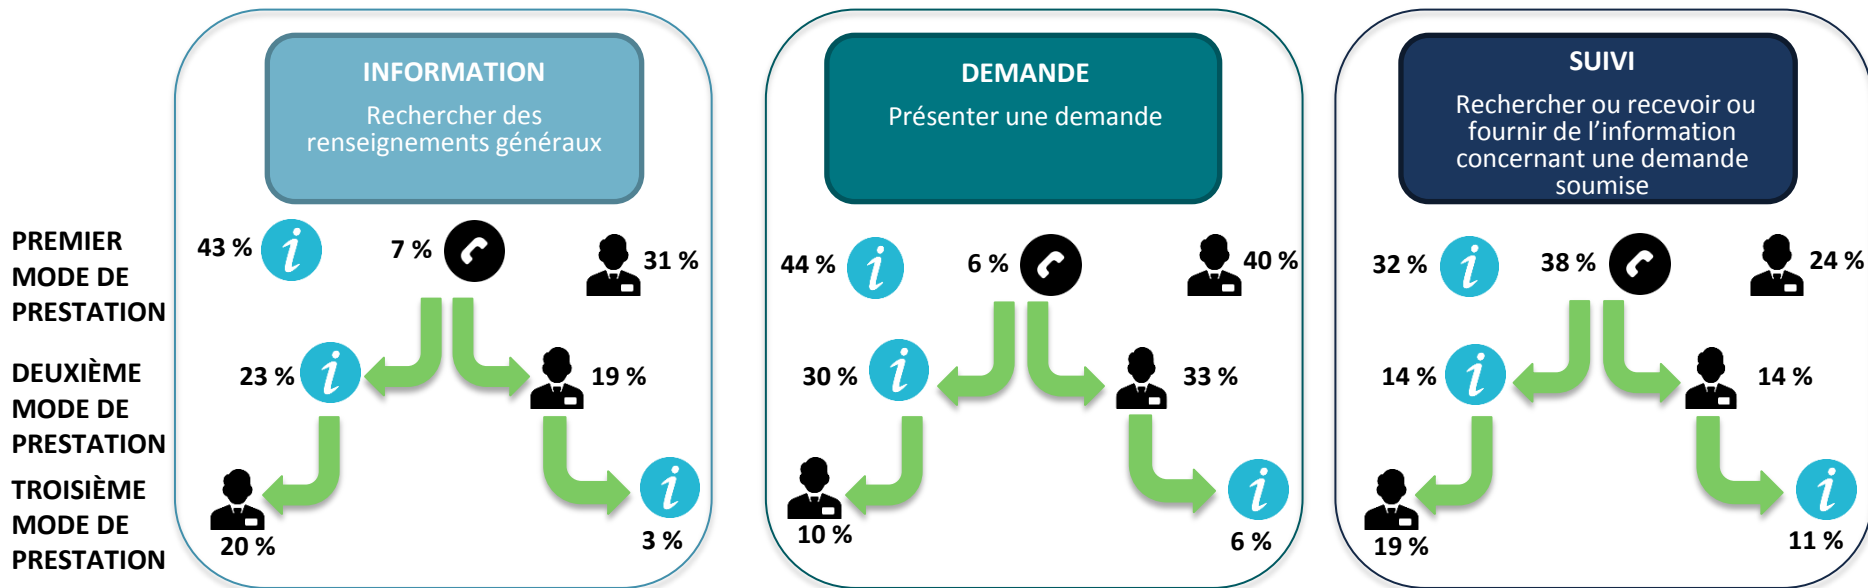 INFORMATION
Rechercher des
renseignements généraux
DEMANDE
Présenter une demande
SUIVI
Rechercher ou recevoir ou
fournir de l’information
concernant une demande
soumise
PREMIER
MODE DE
PRESTATION
43 %
i
7 %
31 %
44 %
i
6 %
40 %
32 %
i
38 %
24 %
DEUXIÈME
MODE DE
PRESTATION
23 %
i
19 %
30 %
i
33 %
14 %
i
14 %
TROISIÈME
MODE DE
PRESTATION
20 %
i
3 %
10 %
i
6 %
19 %
i
11 %